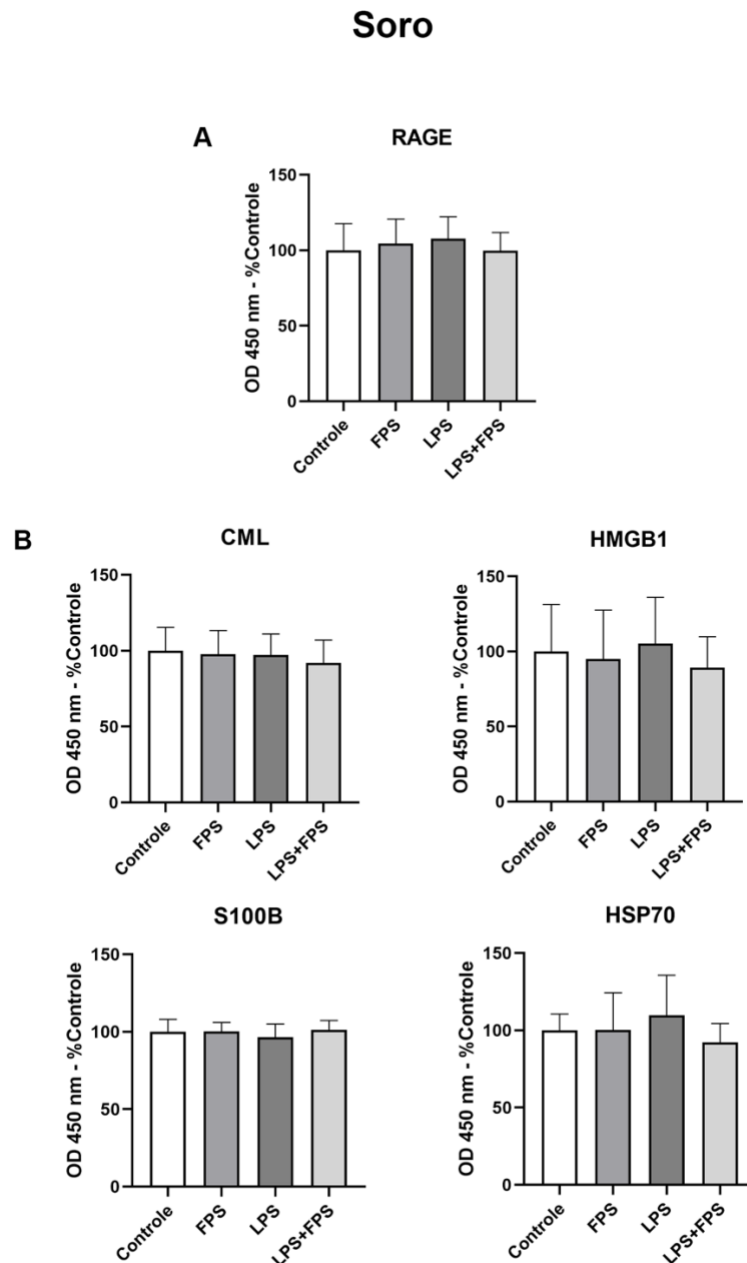 Soro
A
RAGE
OD 450 nm - %Controle
150
100
50
0
Controle
FPS
LPS
LPS+FPS
B
CML
OD 450 nm - %Controle
150
100
50
0
Controle
FPS
LPS
LPS+FPS
HMGB1
OD 450 nm - %Controle
150
100
50
0
Controle
FPS
LPS
LPS+FPS
S100B
OD 450 nm - %Controle
150
100
50
0
Controle
FPS
LPS
LPS+FPS
HSP70
OD 450 nm - %Controle
150
100
50
0
Controle
FPS
LPS
LPS+FPS